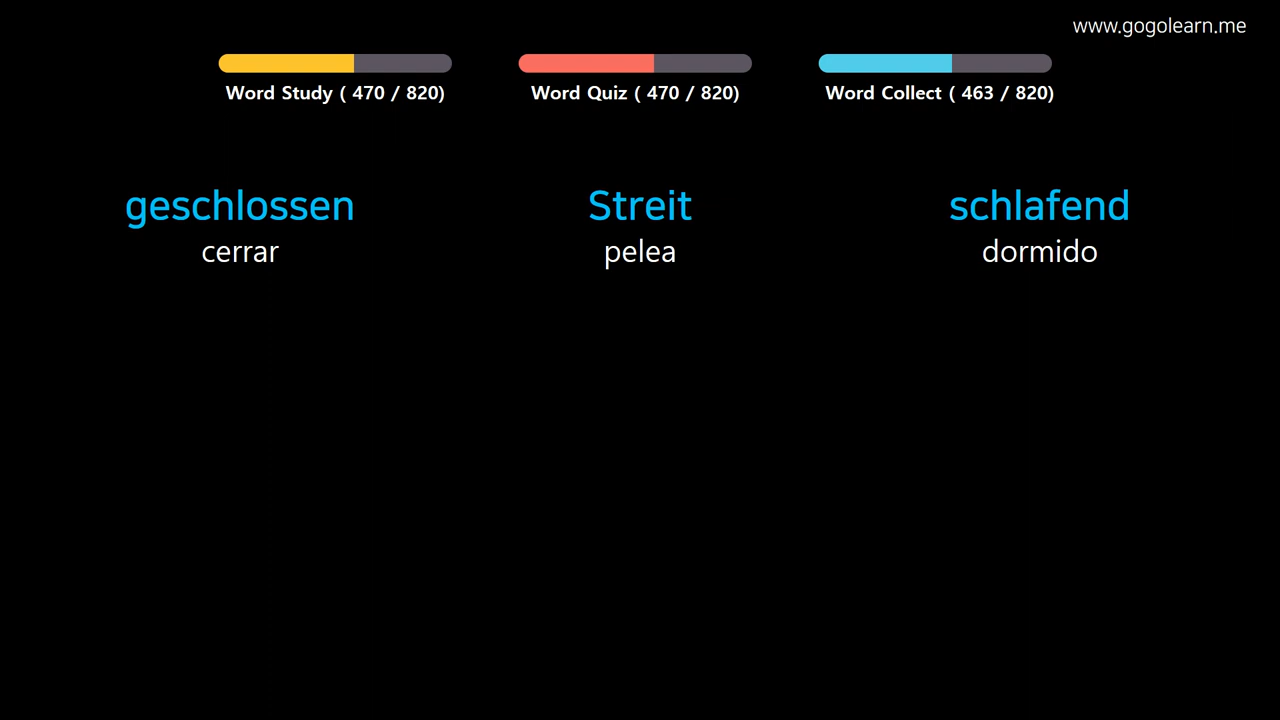 www.gogolearn.me
Word Study ( 470 / 820)
Word Quiz ( 470 / 820)
Word Collect ( 463 / 820)
geschlossen
cerrar
Streit
pelea
schlafend
dormido